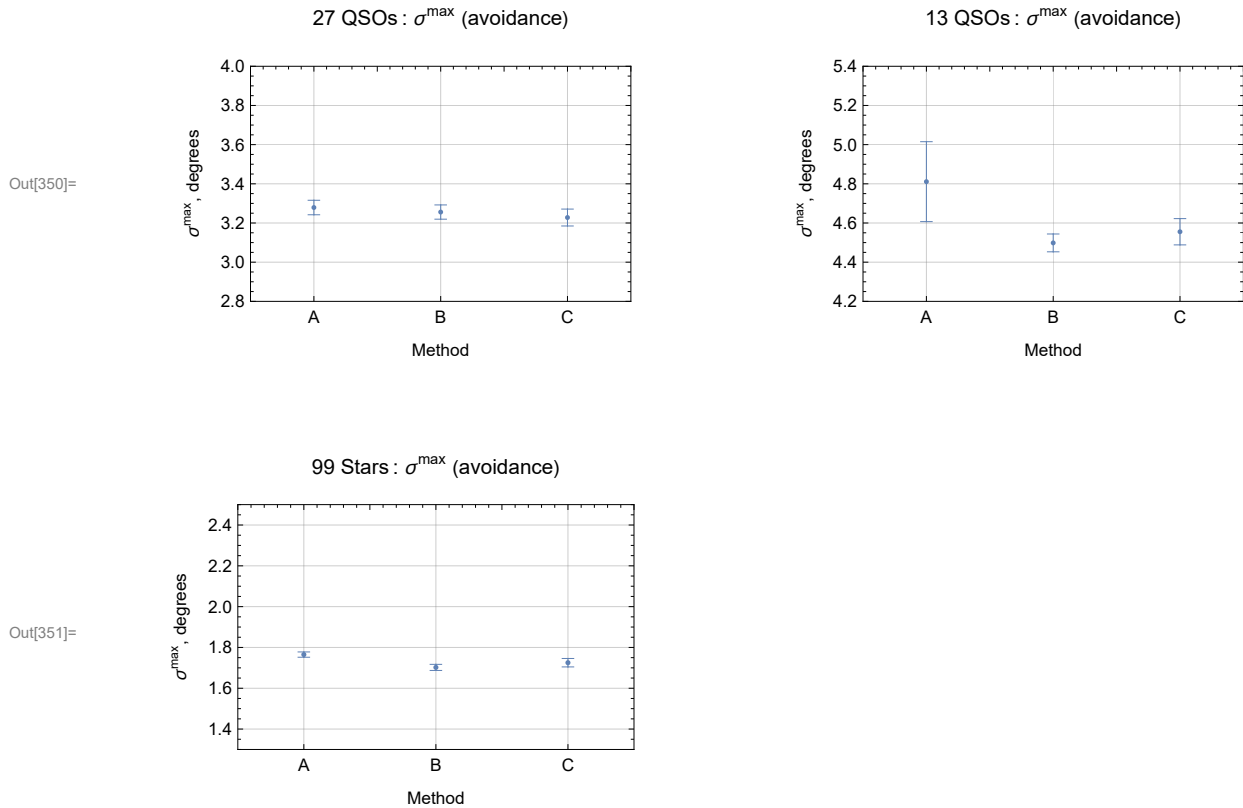 27 QSOs : σ^max (avoidance)
13 QSOs : σ^max (avoidance)
Out[350]=
σ^max, degrees
4.0
3.8
3.6
3.4
3.2
3.0
2.8
A B C
Method
σ^max, degrees
5.4
5.2
5.0
4.8
4.6
4.4
4.2
A B C
Method
99 Stars : σ^max (avoidance)
Out[351]=
σ^max, degrees
2.4
2.2
2.0
1.8
1.6
1.4
A B C
Method